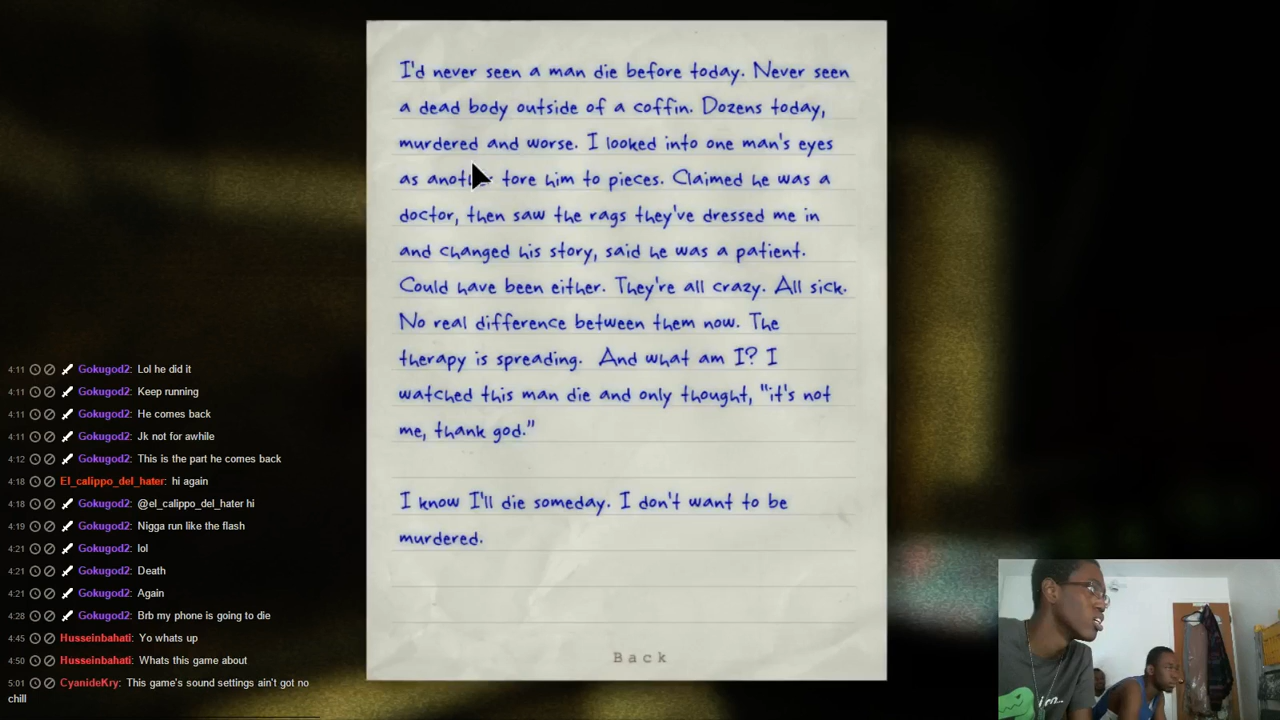 I'd never seen a man die before today. Never seen
a dead body outside of a coffin. Dozens today,
murdered and worse. I looked into one man's eyes
as tore him to pieces. Claimed he was a
doctor, then saw the rags they've dressed me in
and changed his story, said he was a patient.
Could have been either. They're all crazy. All sick.
No real difference between them now. The
therapy is spreading. And what am I? I
watched this man die and only thought, "it's not
me, thank god."
I know I'll die someday. I don't want to be
murdered.
Back
4:11 Gokugod2: Lol he did it
4:11 Gokugod2: Keep running
4:11 Gokugod2: He comes back
4:11 Gokugod2: Jk not for awhile
4:12 Gokugod2: This is the part he comes back
4:18 El_calippo_del_hater: hi again
4:18 Gokugod2: @el_calippo_del_hater hi
4:19 Gokugod2: Nigga run like the flash
4:21 Gokugod2: lol
4:21 Gokugod2: Death
4:21 Gokugod2: Again
4:28 Gokugod2: Brb my phone is going to die
4:45 Husseinbahati: Yo whats up
4:50 Husseinbahati: Whats this game about
5:01 CyanideKry: This game's sound settings ain't got no
chill